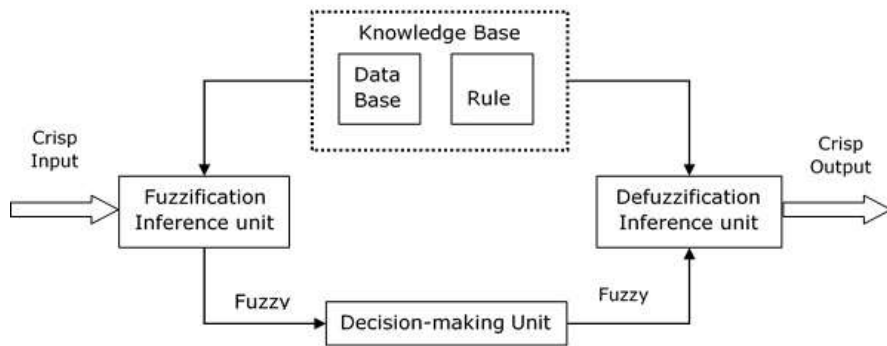 Knowledge Base
Data
Base
Rule
Crisp
Input
Crisp
Output
Fuzzification
Inference unit
Defuzzification
Inference unit
Fuzzy
Decision-making Unit
Fuzzy